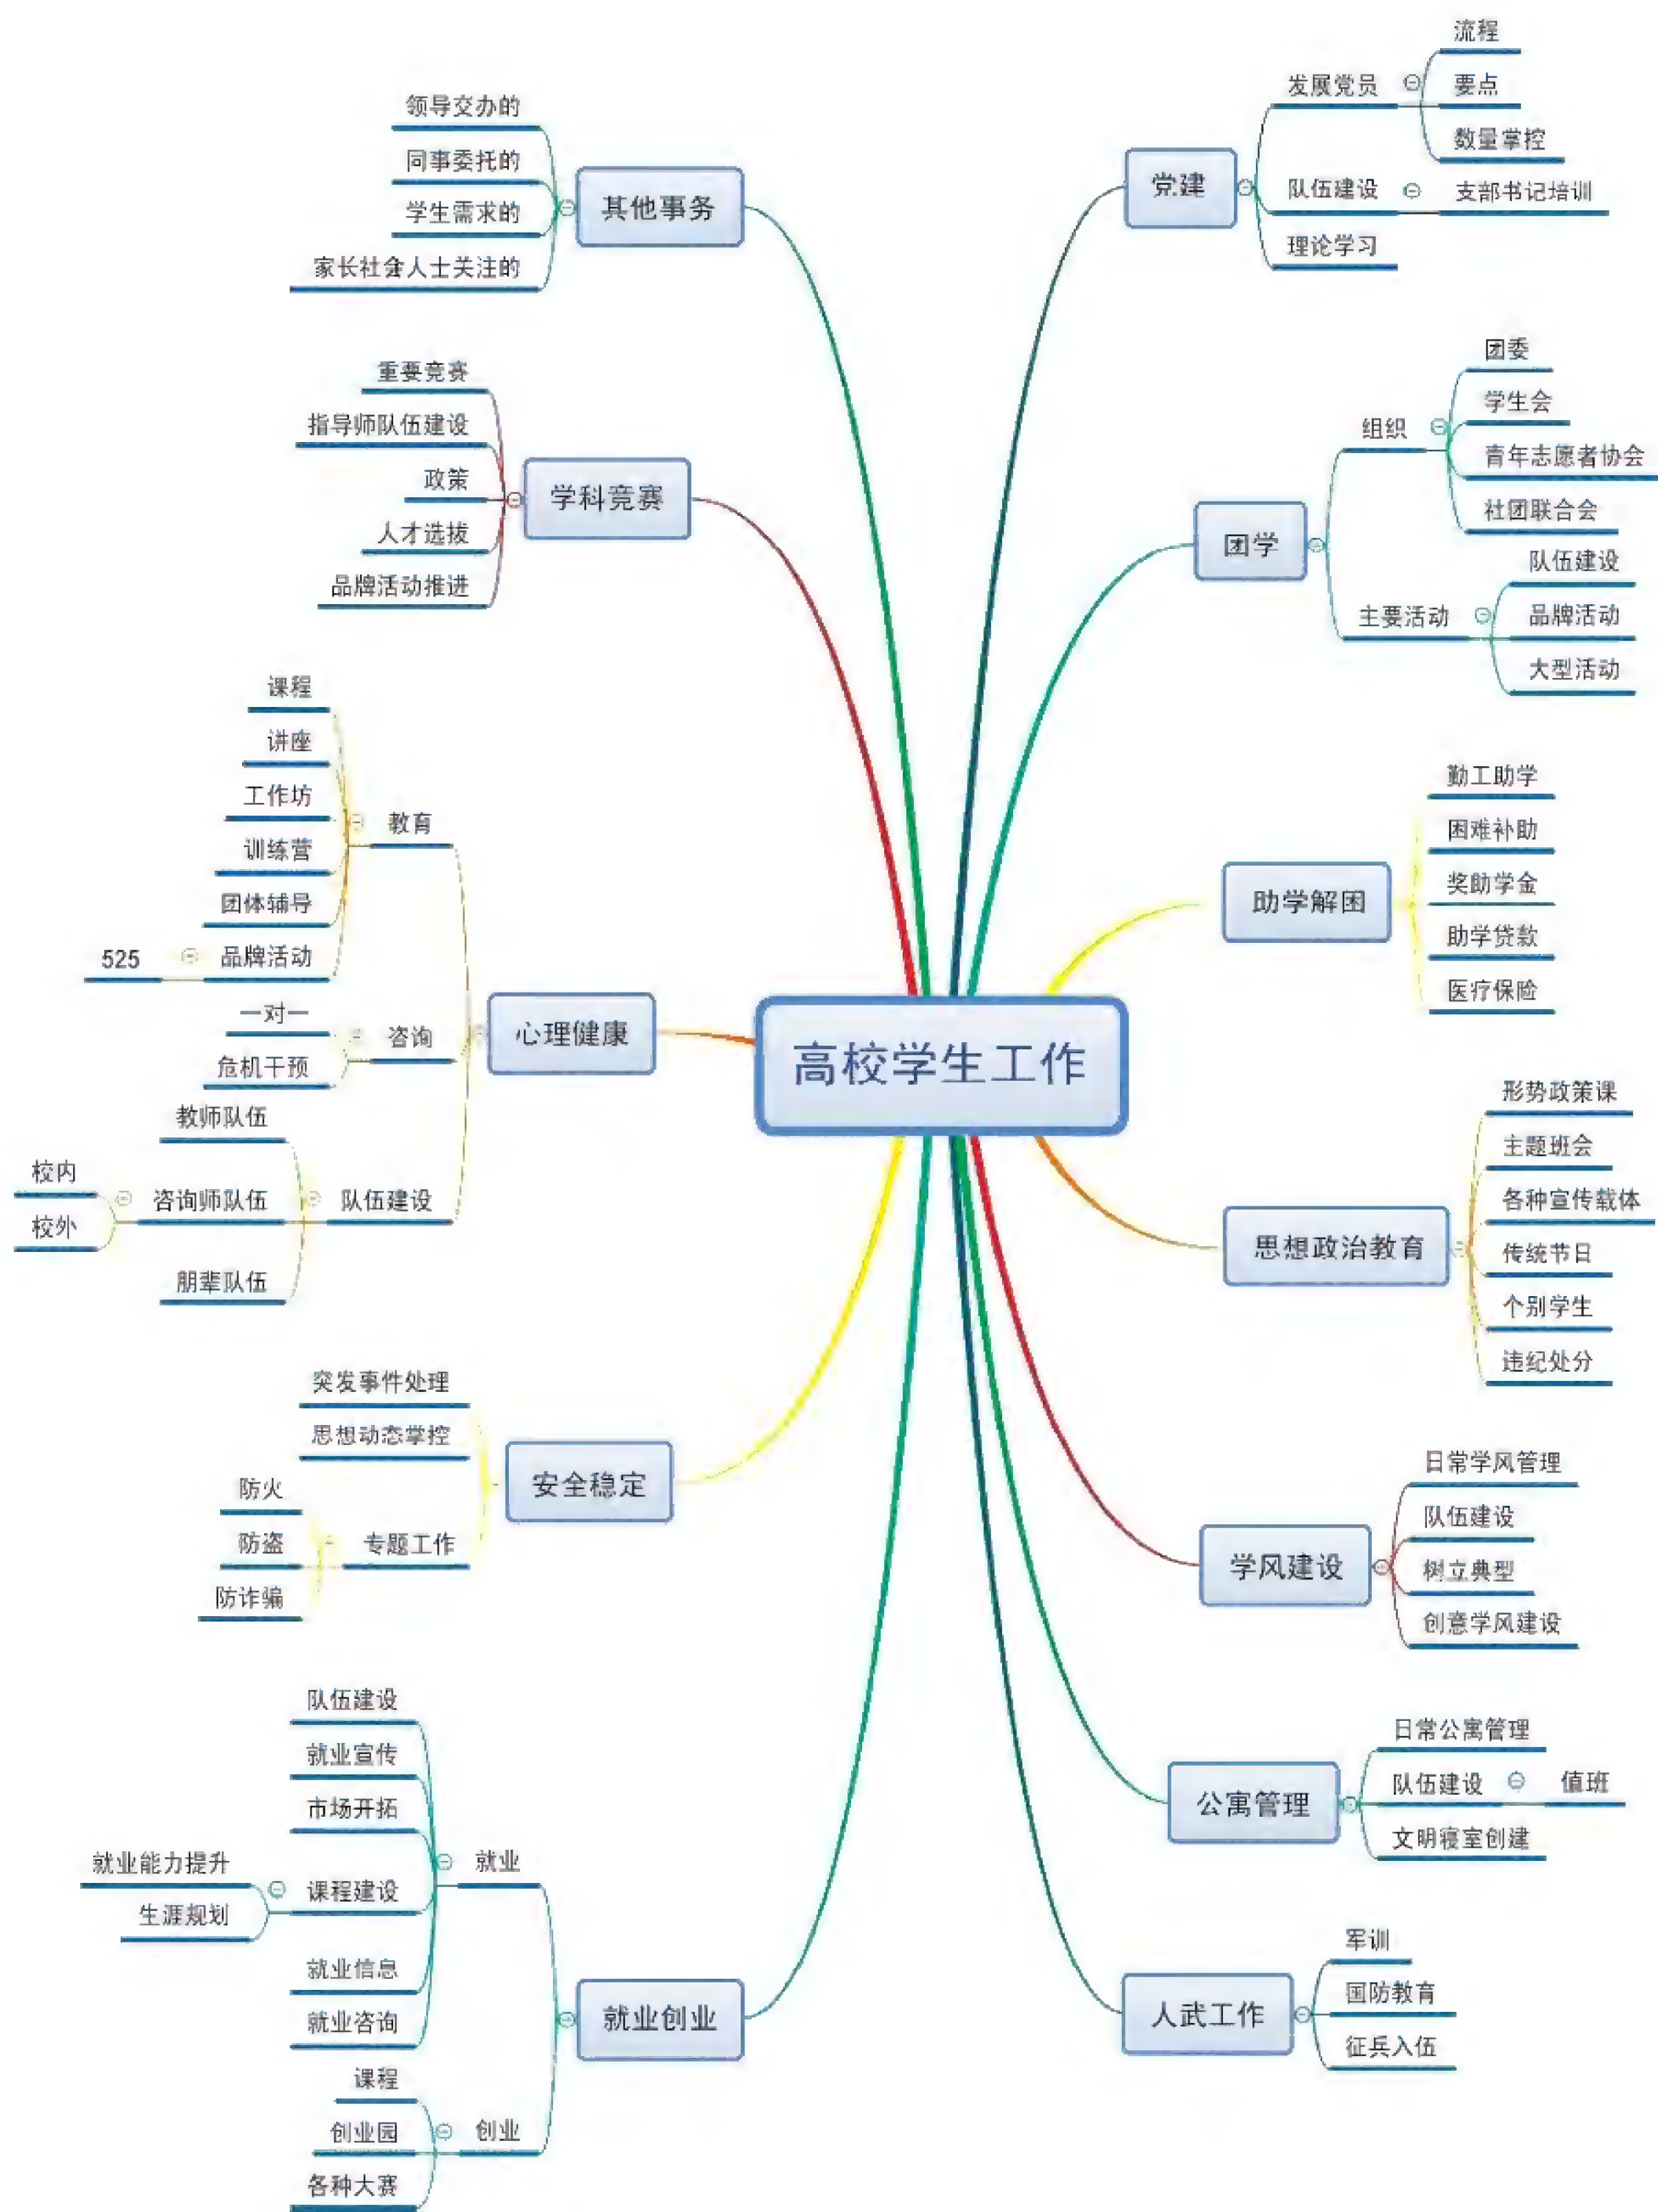 高校学生工作
党建
发展党员
流程
要点
数量掌控
队伍建设
支部书记培训
理论学习
团学
组织
团委
学生会
青年志愿者协会
社团联合会
主要活动
队伍建设
品牌活动
大型活动
助学解困
勤工助学
困难补助
奖助学金
助学贷款
医疗保险
思想政治教育
形势政策课
主题班会
各种宣传载体
传统节日
个别学生
违纪处分
学风建设
日常学风管理
队伍建设
树立典型
创意学风建设
公寓管理
日常公寓管理
队伍建设
值班
文明寝室创建
人武工作
军训
国防教育
征兵入伍
其他事务
领导交办的
同事委托的
学生需求的
家长社会人士关注的
学科竞赛
重要竞赛
指导师队伍建设
政策
人才选拔
品牌活动推进
心理健康
教育
课程
讲座
工作坊
训练营
团体辅导
品牌活动
525
咨询
一对一
危机干预
队伍建设
教师队伍
咨询师队伍
校内
校外
朋辈队伍
安全稳定
突发事件处理
思想动态掌控
专题工作
防火
防盗
防诈骗
就业创业
就业
队伍建设
就业宣传
市场开拓
课程建设
就业能力提升
生涯规划
就业信息
就业咨询
创业
课程
创业园
各种大赛